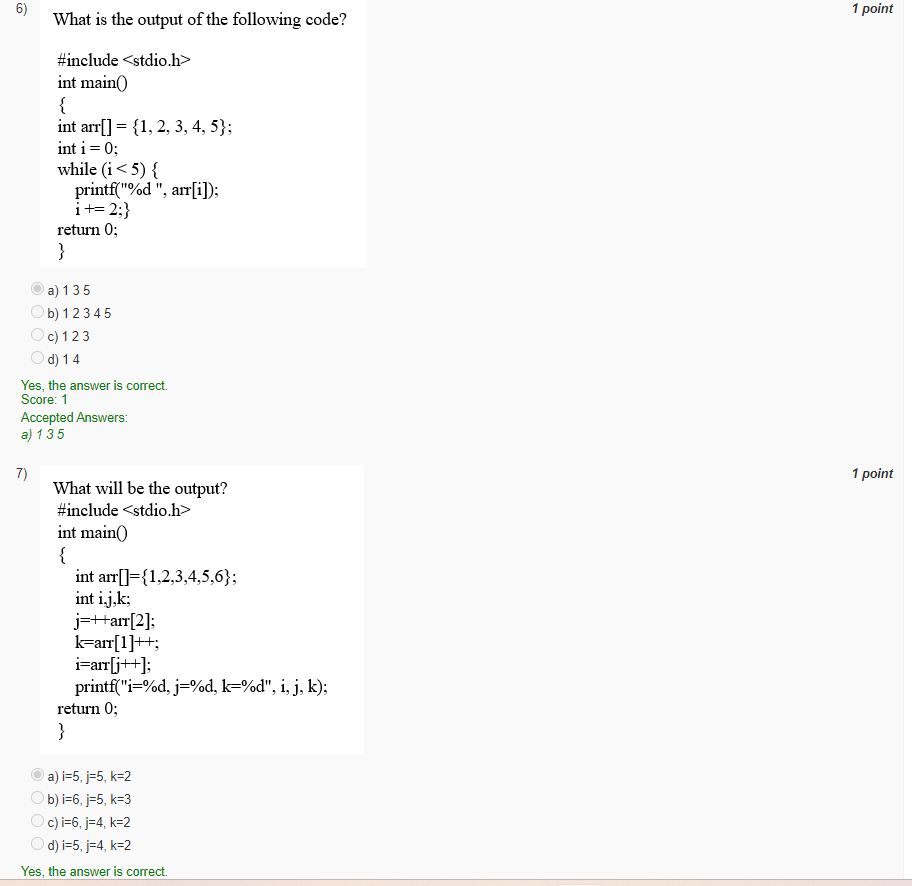 6)
1 point
What is the output of the following code?
#include <stdio.h>
int main()
{
int arr[] = {1, 2, 3, 4, 5};
int i = 0;
while (i < 5) {
printf("%d ", arr[i]);
i += 2;}
return 0;
}
a) 1 3 5
b) 1 2 3 4 5
c) 1 2 3
d) 1 4
Yes, the answer is correct.
Score: 1
Accepted Answers:
a) 1 3 5
7)
1 point
What will be the output?
#include <stdio.h>
int main()
{
int arr[]={1,2,3,4,5,6};
int i,j,k;
j=++arr[2];
k=arr[1]++;
i=arr[j++];
printf("i=%d, j=%d, k=%d", i, j, k);
return 0;
}
a) i=5, j=5, k=2
b) i=6, j=5, k=3
c) i=6, j=4, k=2
d) i=5, j=4, k=2
Yes, the answer is correct.